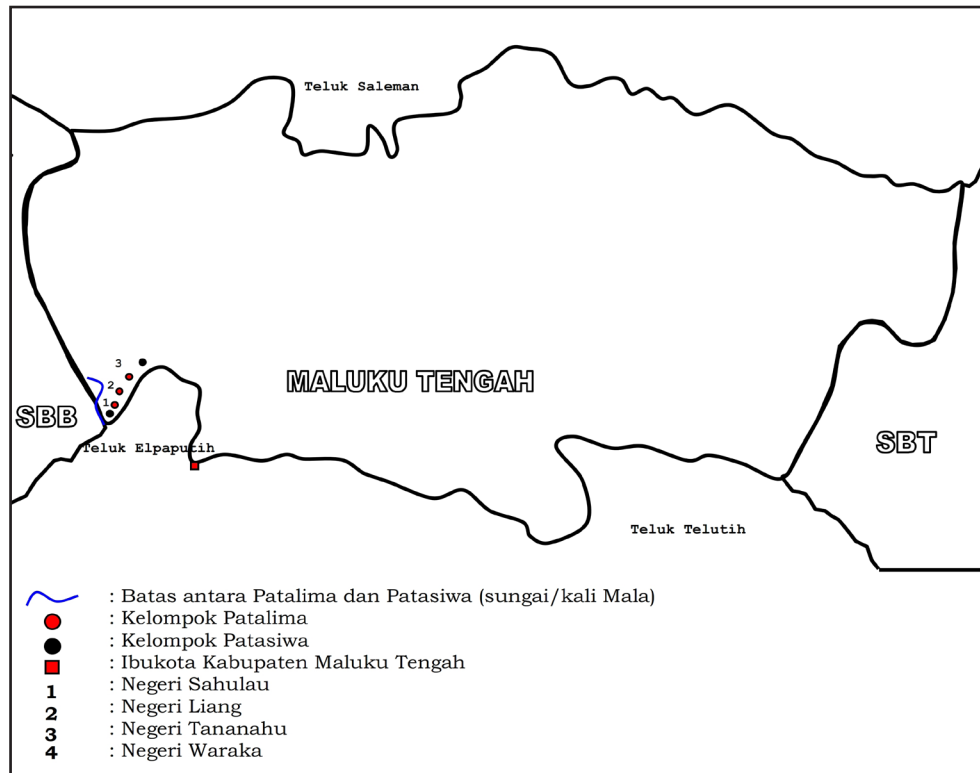 Teluk Saleman
3
2
1
MALUKU TENGAH
SBB
Teluk Elpaputih
SBT
Teluk Telutih
: Batas antara Patalima dan Patasiwa (sungai/kali Mala)
: Kelompok Patalima
: Kelompok Patasiwa
: Ibukota Kabupaten Maluku Tengah
1 : Negeri Sahulau
2 : Negeri Liang
3 : Negeri Tananahu
4 : Negeri Waraka